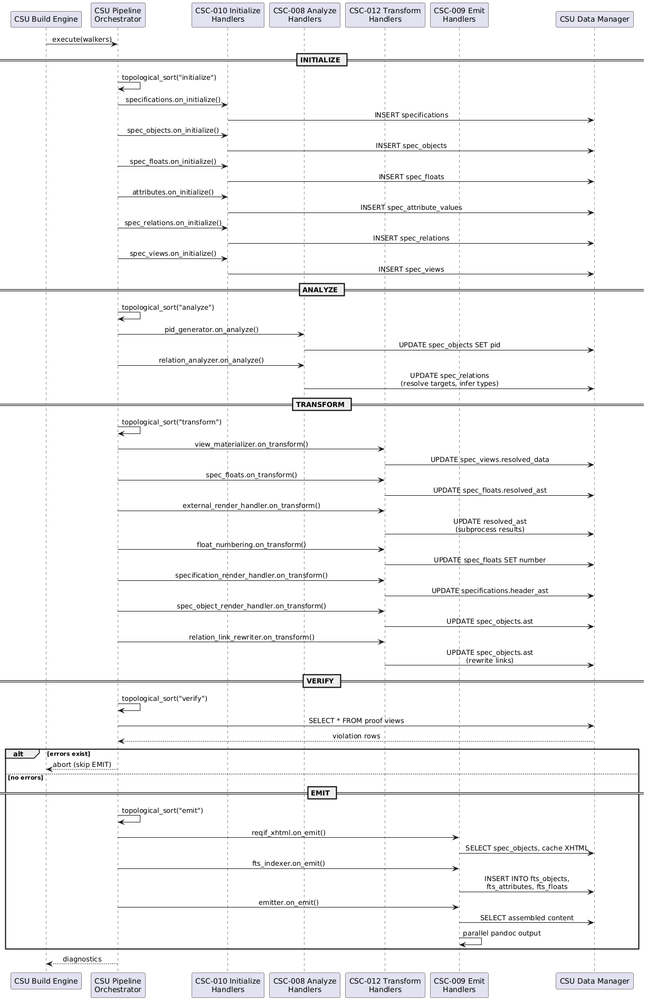 CSU Build Engine
CSU Pipeline
Orchestrator
CSC-010 Initialize
Handlers
CSC-008 Analyze
Handlers
CSC-012 Transform
Handlers
CSC-009 Emit
Handlers
CSU Data Manager
execute(walkers)
INITIALIZE
topological_sort("initialize")
specifications.on_initialize()
INSERT specifications
spec_objects.on_initialize()
INSERT spec_objects
spec_floats.on_initialize()
INSERT spec_floats
attributes.on_initialize()
INSERT spec_attribute_values
spec_relations.on_initialize()
INSERT spec_relations
spec_views.on_initialize()
INSERT spec_views
ANALYZE
topological_sort("analyze")
pid_generator.on_analyze()
UPDATE spec_objects SET pid
relation_analyzer.on_analyze()
UPDATE spec_relations
(resolve targets, infer types)
TRANSFORM
topological_sort("transform")
view_materializer.on_transform()
UPDATE spec_views.resolved_data
spec_floats.on_transform()
UPDATE spec_floats.resolved_ast
external_render_handler.on_transform()
UPDATE resolved_ast
(subprocess results)
float_numbering.on_transform()
UPDATE spec_floats SET number
specification_render_handler.on_transform()
UPDATE specifications.header_ast
spec_object_render_handler.on_transform()
UPDATE spec_objects.ast
relation_link_rewriter.on_transform()
UPDATE spec_objects.ast
(rewrite links)
VERIFY
topological_sort("verify")
SELECT * FROM proof views
violation rows
alt
[errors exist]
abort (skip EMIT)
[no errors]
EMIT
topological_sort("emit")
reqif_xhtml.on_emit()
SELECT spec_objects, cache XHTML
fts_indexer.on_emit()
INSERT INTO fts_objects,
fts_attributes, fts_floats
emitter.on_emit()
SELECT assembled content
parallel pandoc output
diagnostics
CSU Build Engine
CSU Pipeline
Orchestrator
CSC-010 Initialize
Handlers
CSC-008 Analyze
Handlers
CSC-012 Transform
Handlers
CSC-009 Emit
Handlers
CSU Data Manager